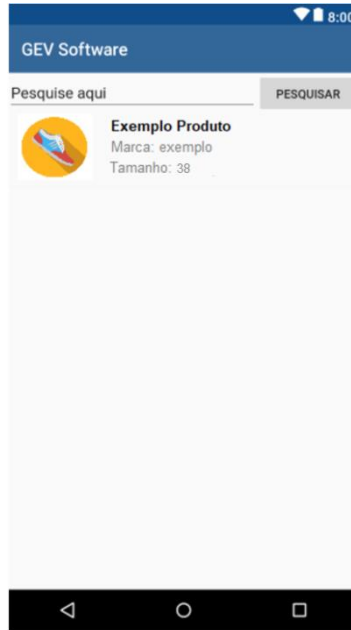 8:00
GEV Software
Pesquise aqui PESQUISAR
Exemplo Produto
Marca: exemplo
Tamanho: 38